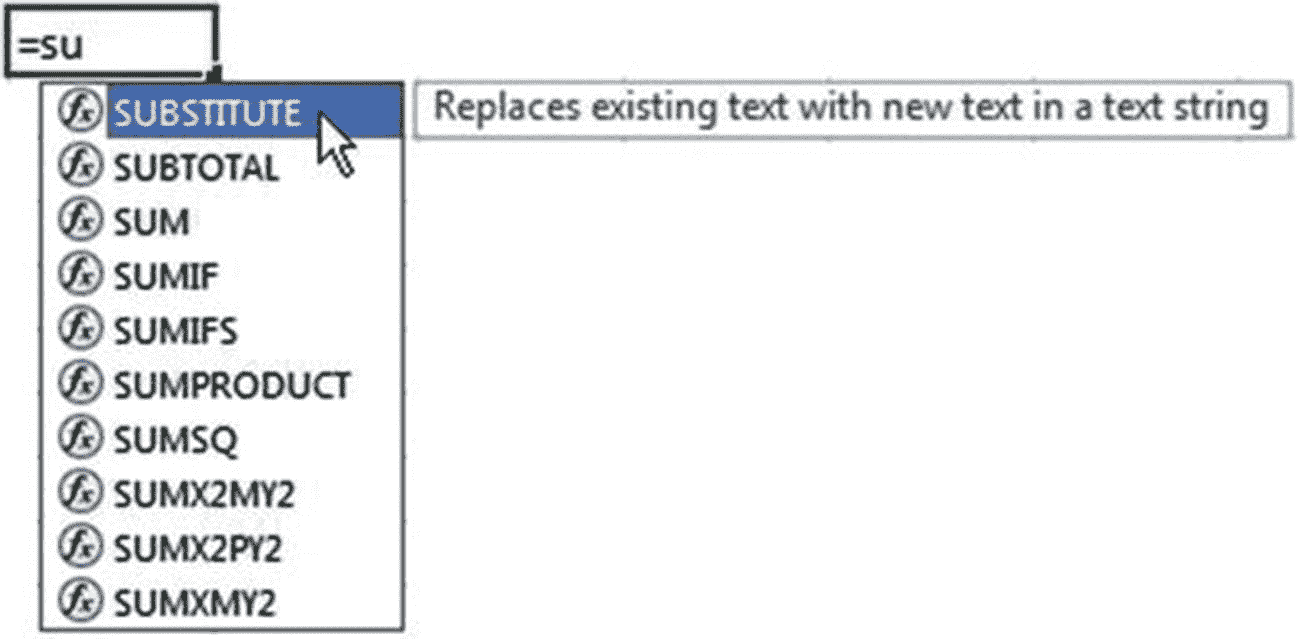 =su
SUBSTITUTE Replaces existing text with new text in a text string
SUBTOTAL
SUM
SUMIF
SUMIFS
SUMPRODUCT
SUMSQ
SUMX2MY2
SUMX2PY2
SUMXMY2